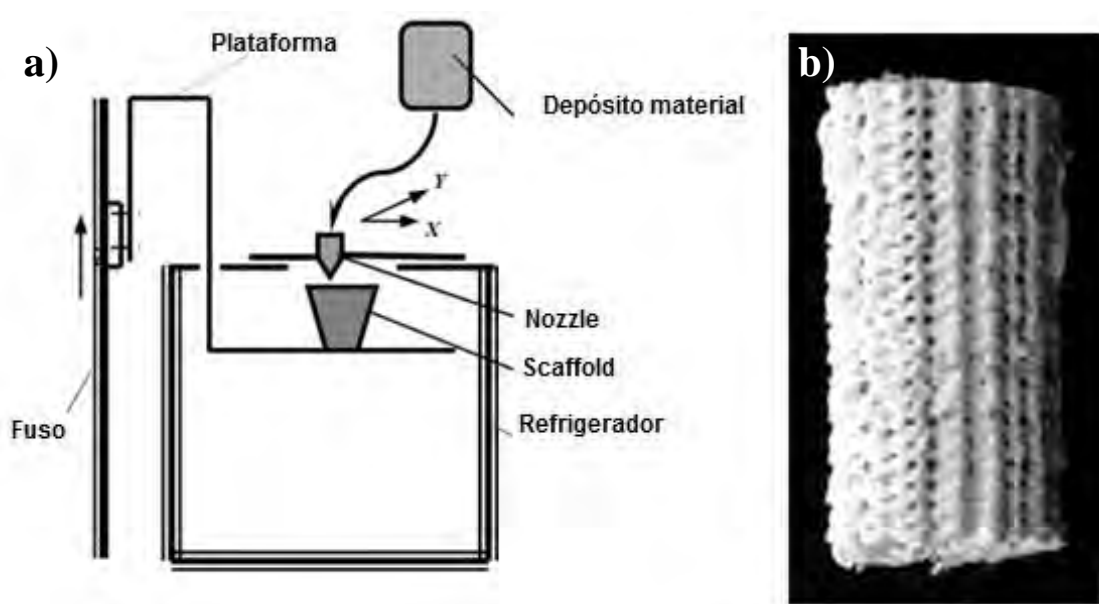 a)
Plataforma
Depósito material
Y
X
Nozzle
Scaffold
Refrigerador
Fuso
b)